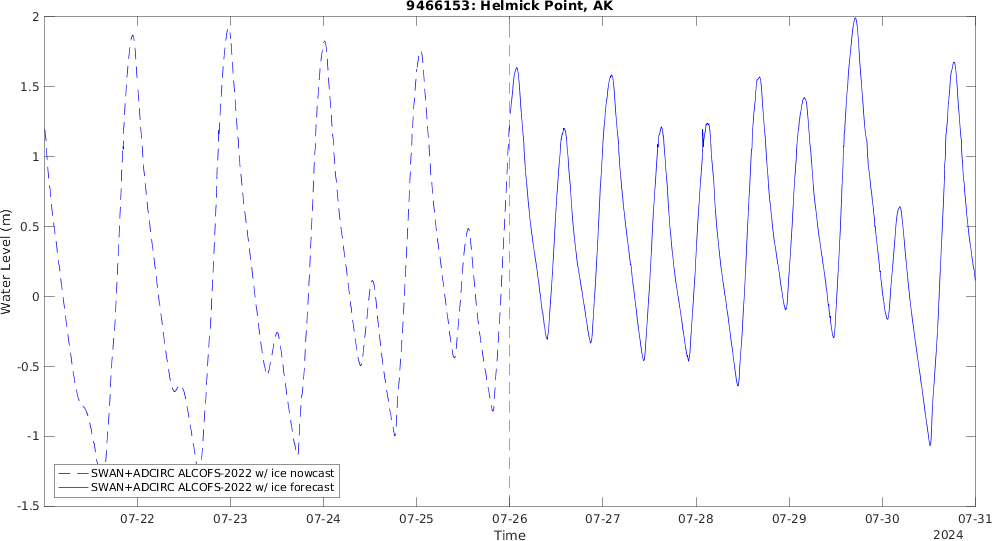 9466153: Helmick Point, AK
Water Level (m)
2
1.5
1
0.5
0
-0.5
-1
-1.5
SWAN+ADCIRC ALCOFS-2022 w/ ice nowcast
SWAN+ADCIRC ALCOFS-2022 w/ ice forecast
07-22 07-23 07-24 07-25 07-26 07-27 07-28 07-29 07-30 07-31
Time
2024